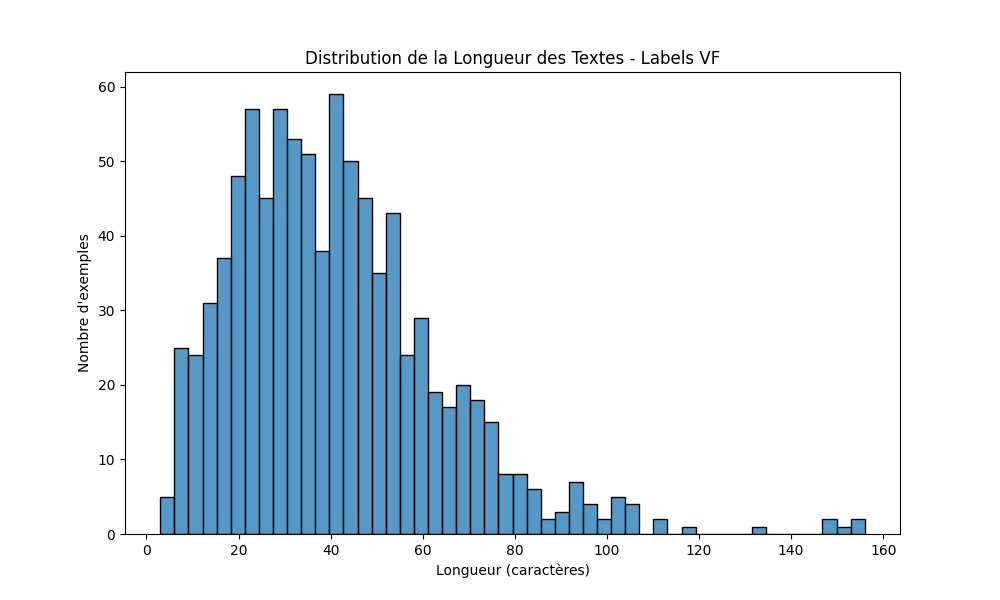 Distribution de la Longueur des Textes - Labels VF
60
50
40
30
20
10
0
Nombre d'exemples
0 20 40 60 80 100 120 140 160
Longueur (caractères)